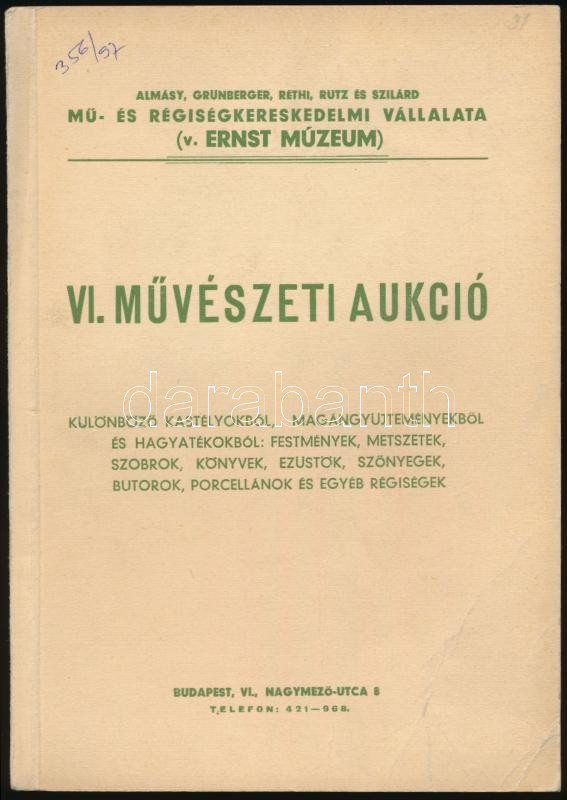 356/97
31
ALMÁSY, GRÜNBERGER, RÉTHI, RUTZ ÉS SZILÁRD
MŰ- ÉS RÉGISÉGKERESKEDELMI VÁLLALATA
(v. ERNST MÚZEUM)
VI. MŰVÉSZETI AUKCIÓ
darabanth
KÜLÖNBÖZŐ KASTÉLYOKBÓL, MAGÁNGYŰJTEMÉNYEKBŐL
ÉS HAGYATÉKOKBÓL: FESTMÉNYEK, METSZETEK,
SZOBROK, KÖNYVEK, EZÜSTÖK, SZŐNYEGEK,
BUTOROK, PORCELLÁNOK ÉS EGYÉB RÉGISÉGEK
BUDAPEST, VI., NAGYMEZŐ-UTCA 8
TELEFON: 421—968.